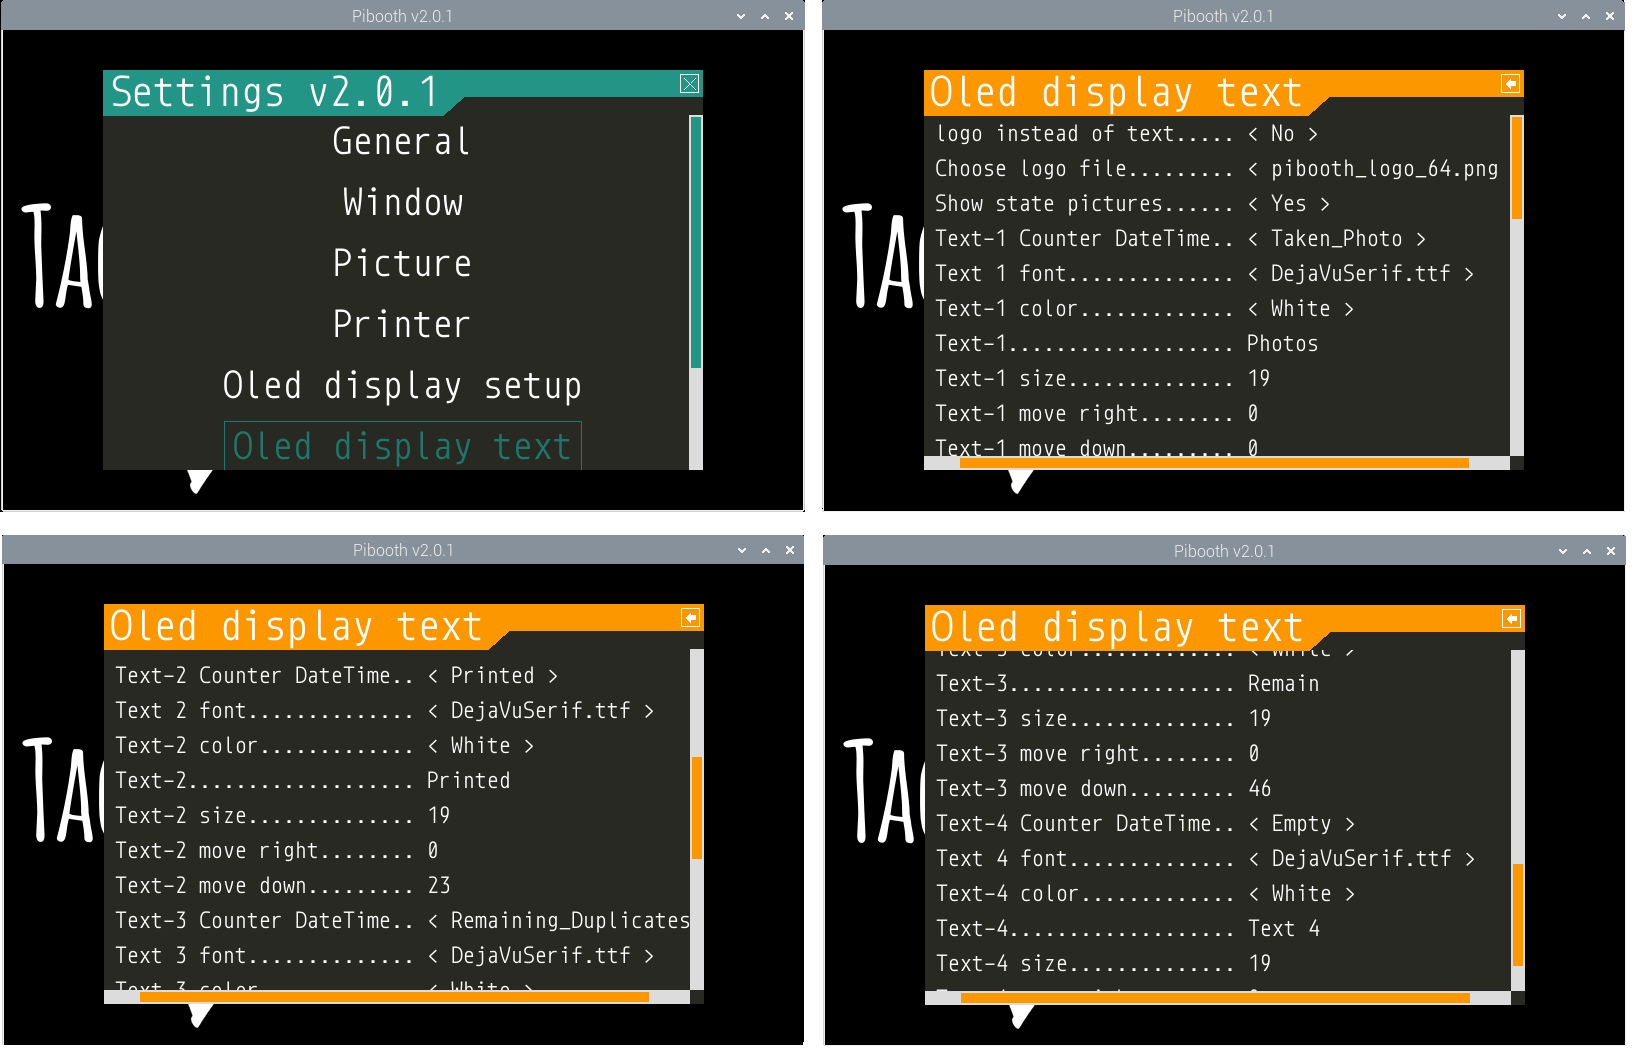 Pibooth v2.0.1
Settings v2.0.1
General
Window
Picture
Printer
Oled display setup
Oled display text
Pibooth v2.0.1
Oled display text
logo instead of text..... < No >
Choose logo file......... < pibooth_logo_64.png
Show state pictures...... < Yes >
Text-1 Counter DateTime.. < Taken_Photo >
Text 1 font.............. < DejaVuSerif.ttf >
Text-1 color............. < White >
Text-1................... Photos
Text-1 size.............. 19
Text-1 move right........ 0
Text-1 move down......... 0
Pibooth v2.0.1
Oled display text
Text-2 Counter DateTime.. < Printed >
Text 2 font.............. < DejaVuSerif.ttf >
Text-2 color............. < White >
Text-2................... Printed
Text-2 size.............. 19
Text-2 move right........ 0
Text-2 move down......... 23
Text-3 Counter DateTime.. < Remaining_Duplicates
Text 3 font.............. < DejaVuSerif.ttf >
Text-3 color............. < White >
Pibooth v2.0.1
Oled display text
Text-3 color............. < White >
Text-3................... Remain
Text-3 size.............. 19
Text-3 move right........ 0
Text-3 move down......... 46
Text-4 Counter DateTime.. < Empty >
Text 4 font.............. < DejaVuSerif.ttf >
Text-4 color............. < White >
Text-4................... Text 4
Text-4 size.............. 19